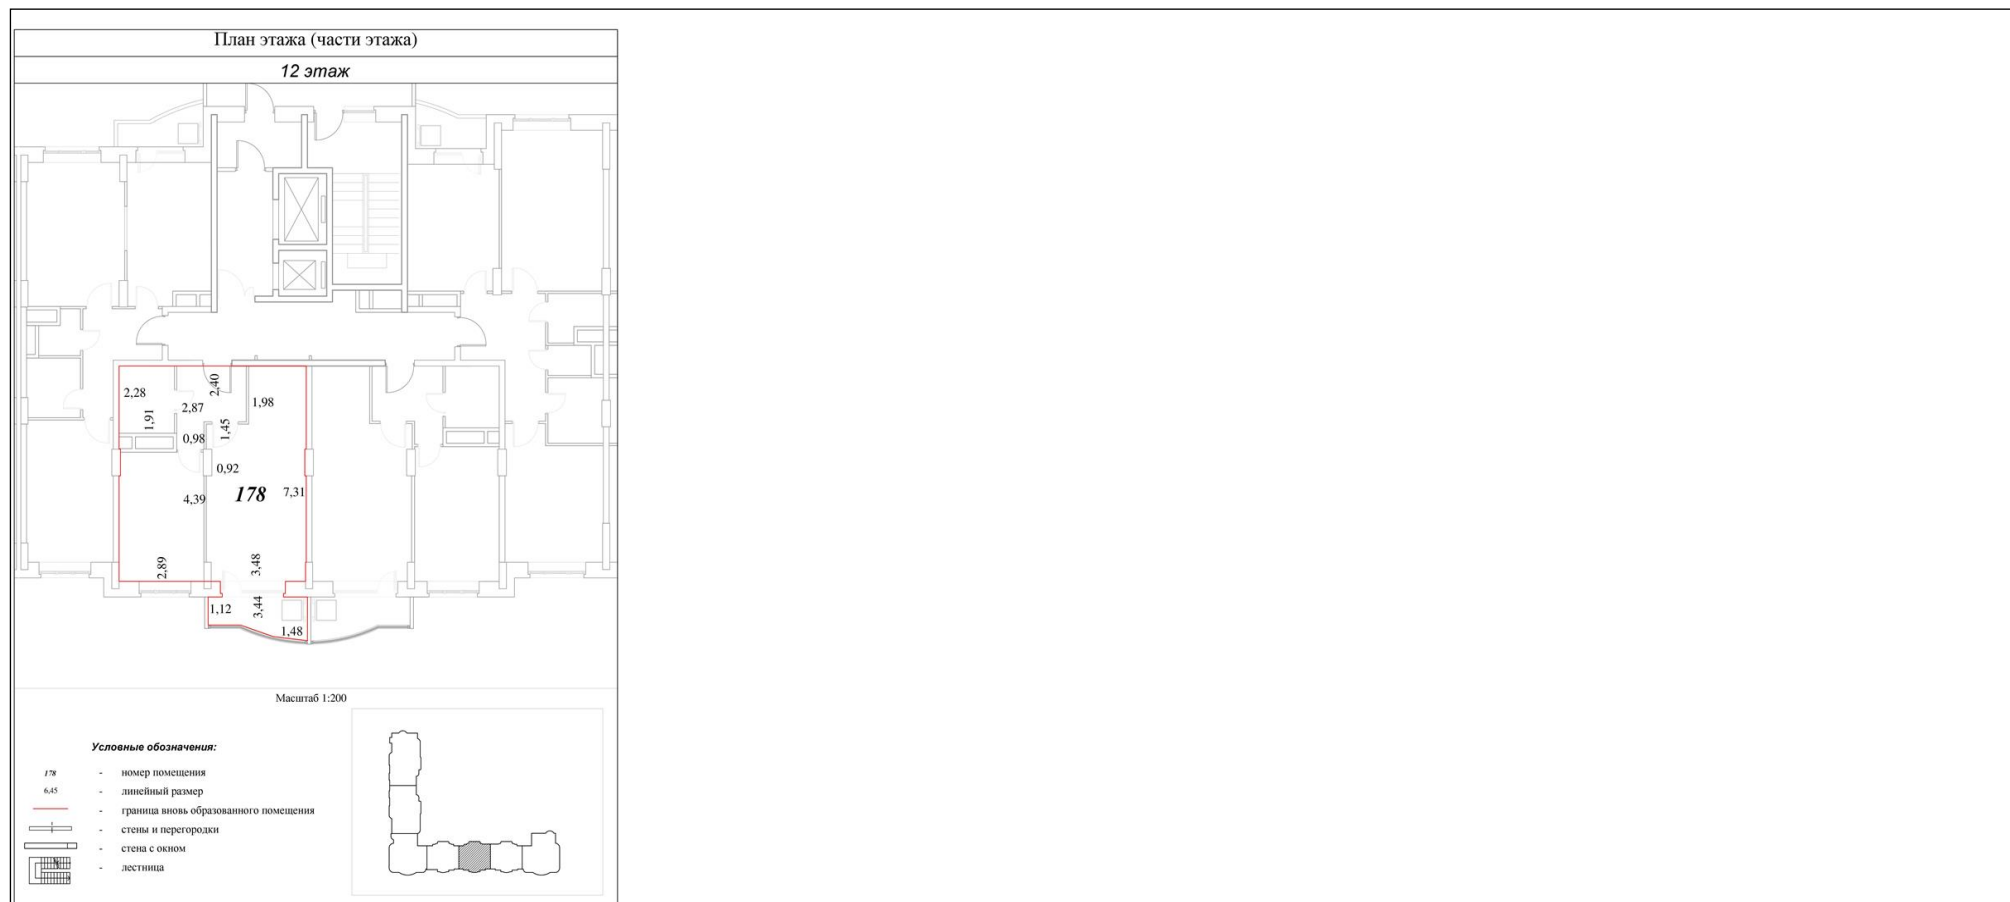 План этажа (части этажа)
12 этаж
2,28
2,40
1,98
1,91
2,87
0,98
1,45
0,92
4,39
178
7,31
2,89
3,48
1,12
3,44
1,48
Масштаб 1:200
Условные обозначения:
178 - номер помещения
6,45 - линейный размер
- граница вновь образованного помещения
- стены и перегородки
- стена с окном
- лестница